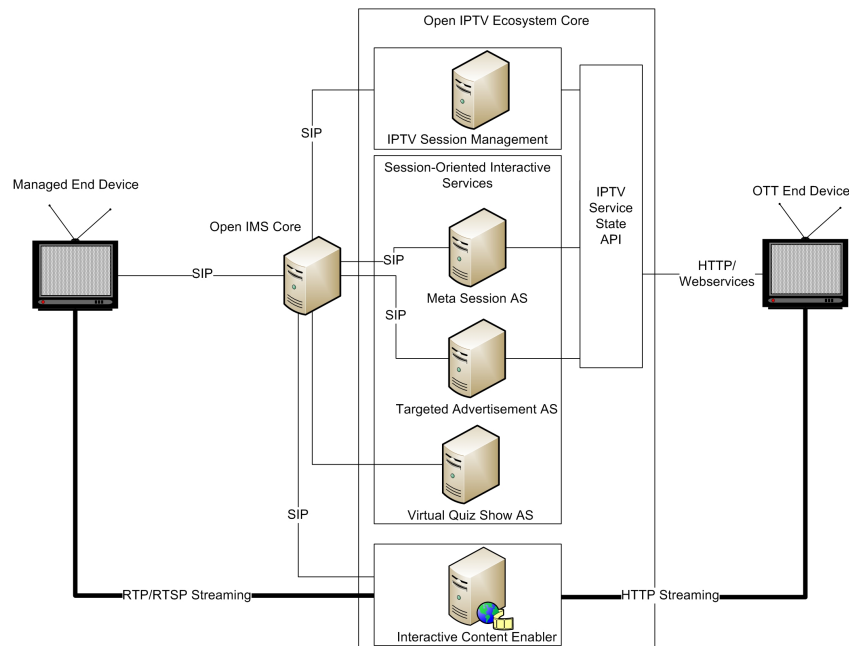 Open IPTV Ecosystem Core
IPTV Session Management
SIP
Session-Oriented Interactive
Services
Managed End Device
Open IMS Core
IPTV
Service
State
API
OTT End Device
SIP
SIP
HTTP/
Webservices
Meta Session AS
SIP
Targeted Advertisement AS
Virtual Quiz Show AS
SIP
RTP/RTSP Streaming
HTTP Streaming
Interactive Content Enabler